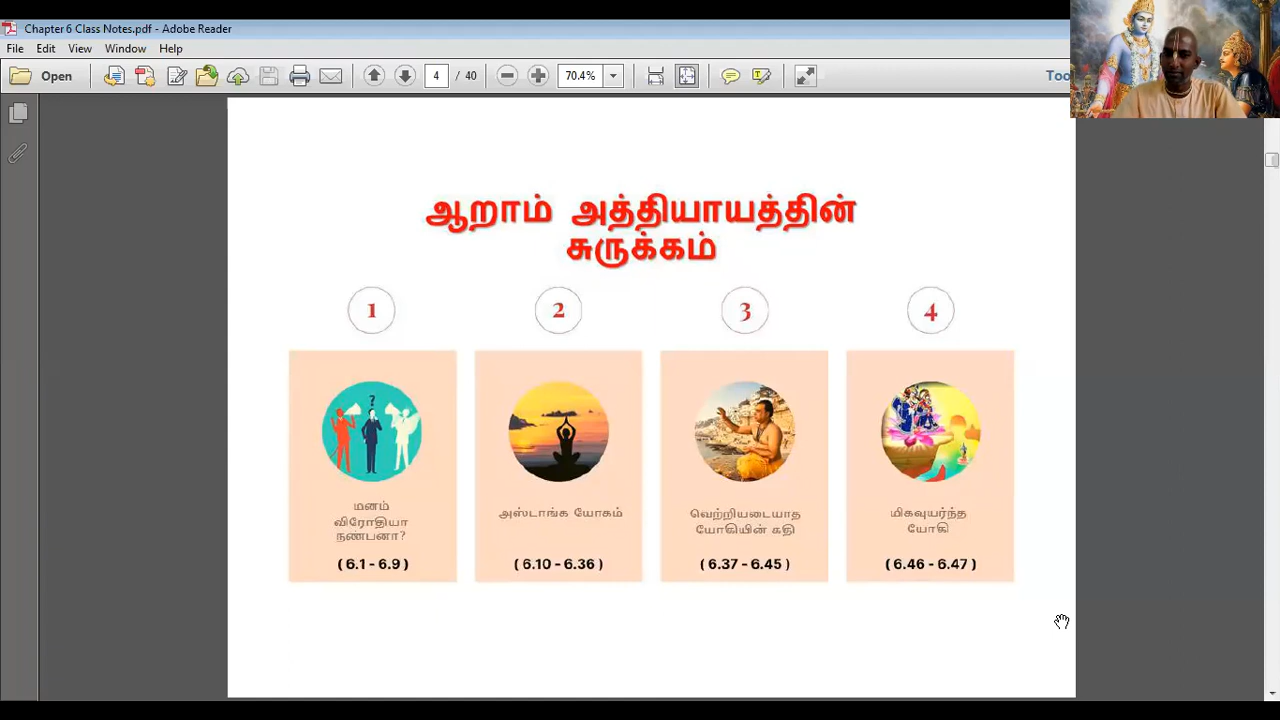 Chapter 6 Class Notes.pdf - Adobe Reader
File Edit View Window Help
Open 4 / 40 70.4% Too
ஆறாம் அத்தியாயத்தின்
சுருக்கம்
1 2 3 4
?
மனம்
விரோதியா
நண்பனா?
( 6.1 - 6.9 )
அஸ்டாங்க யோகம்
( 6.10 - 6.36 )
வெற்றியடையாத
யோகியின் கதி
( 6.37 - 6.45 )
மிகவுயர்ந்த
யோகி
( 6.46 - 6.47 )